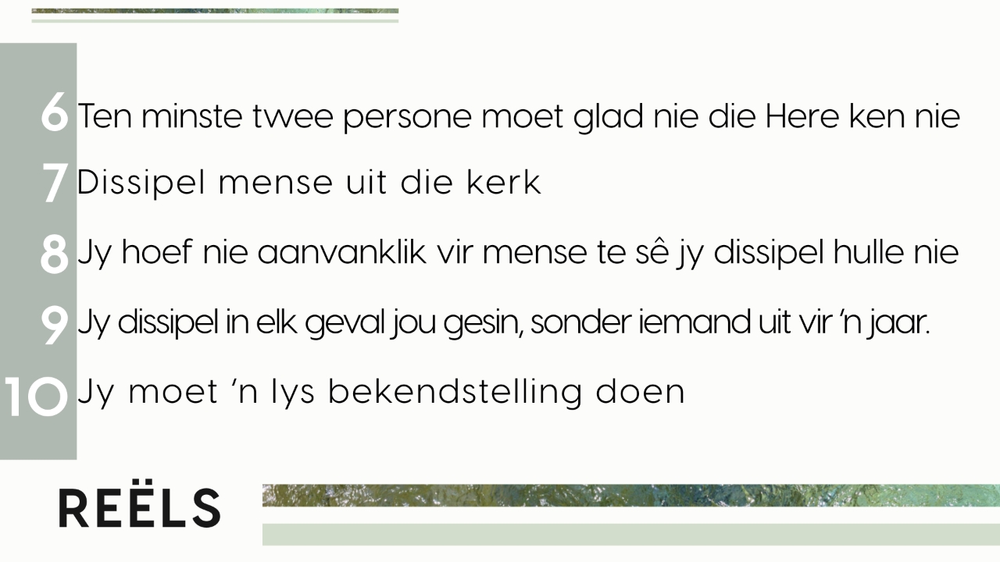 6 Ten minste twee persone moet glad nie die Here ken nie
7 Dissipel mense uit die kerk
8 Jy hoef nie aanvanklik vir mense te sê jy dissipel hulle nie
9 Jy dissipel in elk geval jou gesin, sonder iemand uit vir ’n jaar.
10 Jy moet ’n lys bekendstelling doen
REËLS